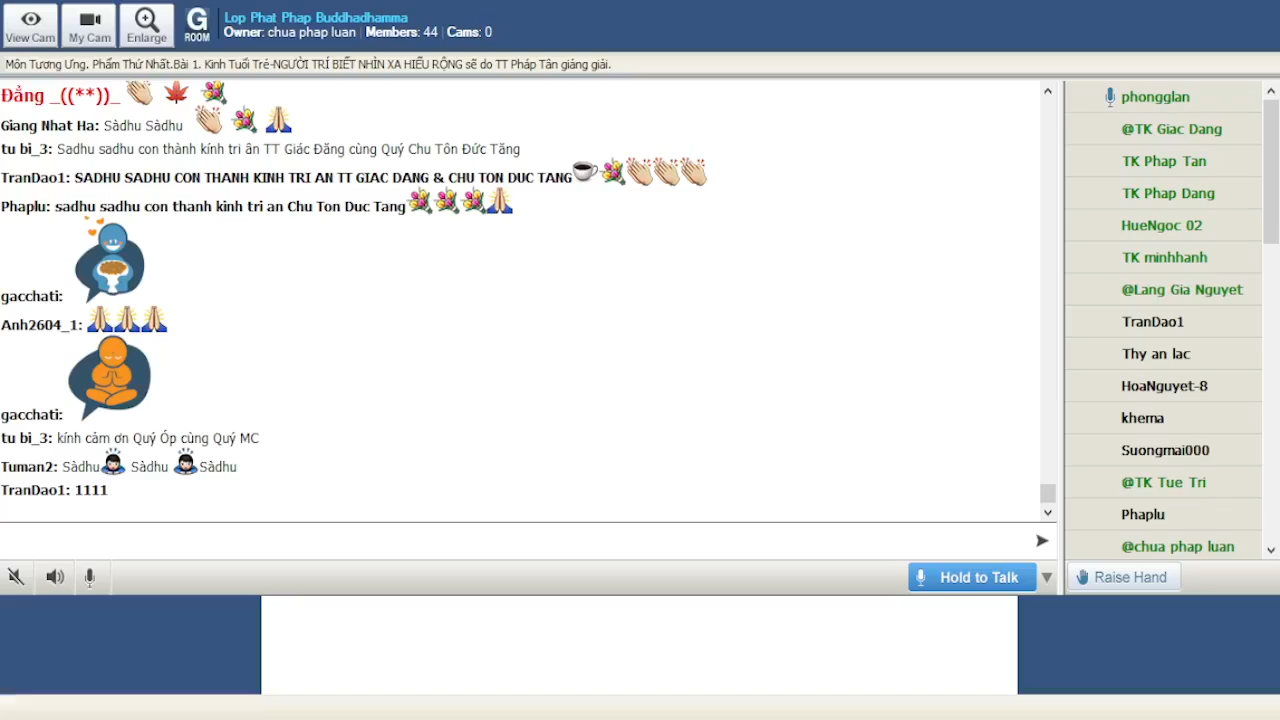 View Cam
My Cam
Enlarge
G
ROOM
Lop Phat Phap Buddhadhamma
Owner: chua phap luan | Members: 44 | Cams: 0
Môn Tương Ưng. Phẩm Thứ Nhất.Bài 1. Kinh Tuổi Trẻ-NGƯỜI TRÍ BIẾT NHÌN XA HIỂU RỘNG sẽ do TT Pháp Tân giảng giải.
Đẳng _((**))_
Giang Nhat Ha: Sàdhu Sàdhu
tu bi_3: Sadhu sadhu con thành kính tri ân TT Giác Đăng cùng Quý Chu Tôn Đức Tăng
TranDao1: SADHU SADHU CON THANH KINH TRI AN TT GIAC DANG & CHU TON DUC TANG
Phaplu: sadhu sadhu con thanh kinh tri an Chu Ton Duc Tang
gacchati:
Anh2604_1:
gacchati:
tu bi_3: kính cảm ơn Quý Óp cùng Quý MC
Tuman2: Sàdhu Sàdhu Sàdhu
TranDao1: 1111
Hold to Talk
phongglan
@TK Giac Dang
TK Phap Tan
TK Phap Dang
HueNgoc 02
TK minhhanh
@Lang Gia Nguyet
TranDao1
Thy an lac
HoaNguyet-8
khema
Suongmai000
@TK Tue Tri
Phaplu
@chua phap luan
Raise Hand